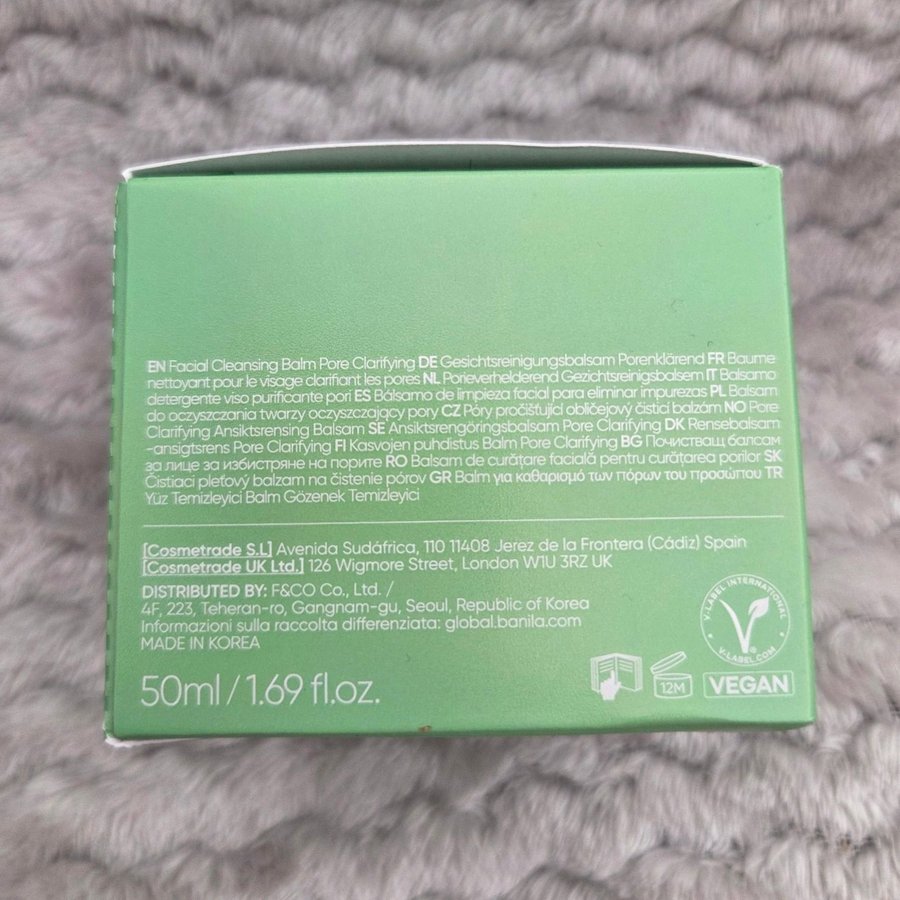 EN Facial Cleansing Balm Pore Clarifying DE Gesichtsreinigungsbalsam Porenklärend FR Baume
nettoyant pour le visage clarifiant les pores NL Porieverhelderend Gezichtsreinigsbalsem IT Balsamo
detergente viso purificante pori ES Bálsamo de limpieza facial para eliminar impurezas PL Balsam
do oczyszczania twarzy oczyszczający pory CZ Póry pročišťující obličejový čisticí balzám NO Pore
Clarifying Ansiktsrensing Balsam SE Ansiktsrengöringsbalsam Pore Clarifying DK Rensebalsam
-ansigtsrens Pore Clarifying FI Kasvojen puhdistus Balm Pore Clarifying BG Почистващ балсам
за лице за избистряне на порите RO Balsam de curățare facială pentru curățarea porilor SK
Čistiaci pleťový balzam na čistenie pórov GR Balm για καθαρισμό των πόρων του προσώπου TR
Yüz Temizleyici Balm Gözenek Temizleyici
[Cosmetrade S.L] Avenida Sudáfrica, 110 11408 Jerez de la Frontera (Cádiz) Spain
[Cosmetrade UK Ltd.] 126 Wigmore Street, London W1U 3RZ UK
DISTRIBUTED BY: F&CO Co., Ltd. /
4F, 223, Teheran-ro, Gangnam-gu, Seoul, Republic of Korea
Informazioni sulla raccolta differenziata: global.banila.com
MADE IN KOREA
50ml / 1.69 fl.oz.
12M
V-LABEL INTERNATIONAL
V-LABEL.COM
VEGAN